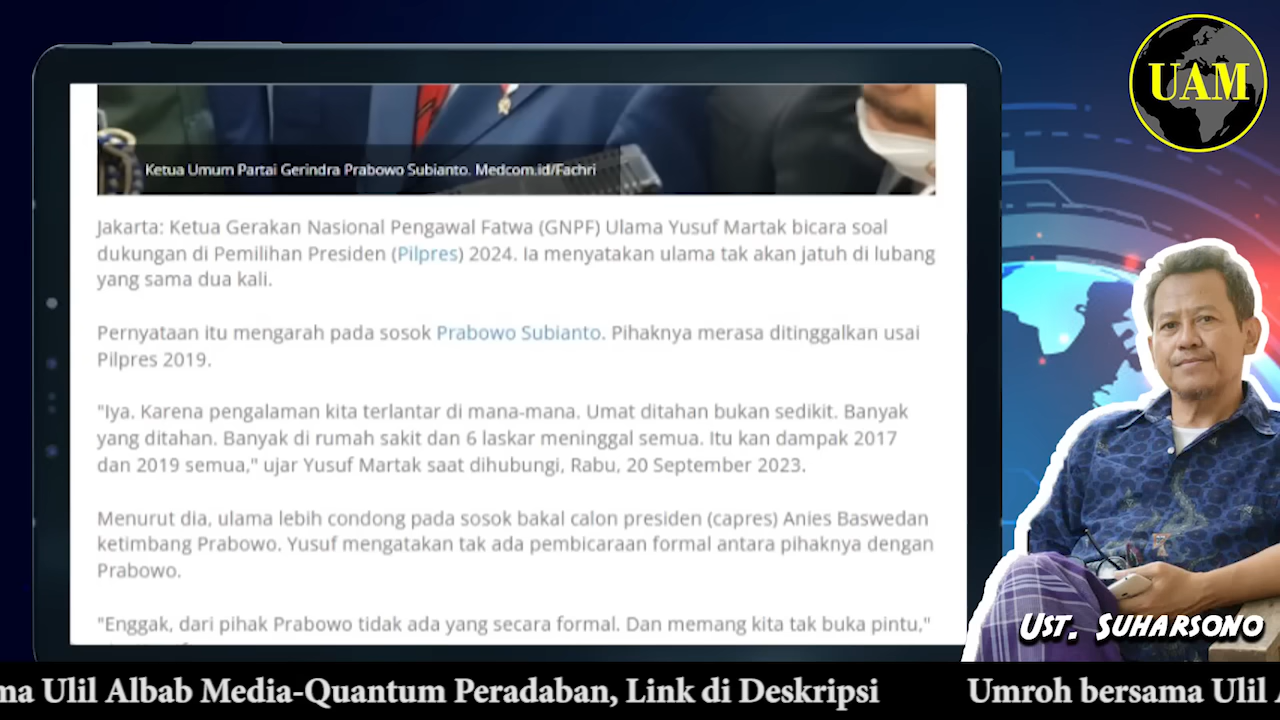 UAM
Ketua Umum Partai Gerindra Prabowo Subianto. Medcom.id/Fachri
Jakarta: Ketua Gerakan Nasional Pengawal Fatwa (GNPF) Ulama Yusuf Martak bicara soal
dukungan di Pemilihan Presiden (Pilpres) 2024. Ia menyatakan ulama tak akan jatuh di lubang
yang sama dua kali.
Pernyataan itu mengarah pada sosok Prabowo Subianto. Pihaknya merasa ditinggalkan usai
Pilpres 2019.
"Iya. Karena pengalaman kita terlantar di mana-mana. Umat ditahan bukan sedikit. Banyak
yang ditahan. Banyak di rumah sakit dan 6 laskar meninggal semua. Itu kan dampak 2017
dan 2019 semua," ujar Yusuf Martak saat dihubungi, Rabu, 20 September 2023.
Menurut dia, ulama lebih condong pada sosok bakal calon presiden (capres) Anies Baswedan
ketimbang Prabowo. Yusuf mengatakan tak ada pembicaraan formal antara pihaknya dengan
Prabowo.
"Enggak, dari pihak Prabowo tidak ada yang secara formal. Dan memang kita tak buka pintu,"
Ust. Suharsono
ma Ulil Albab Media-Quantum Peradaban, Link di Deskripsi Umroh bersama Ulil